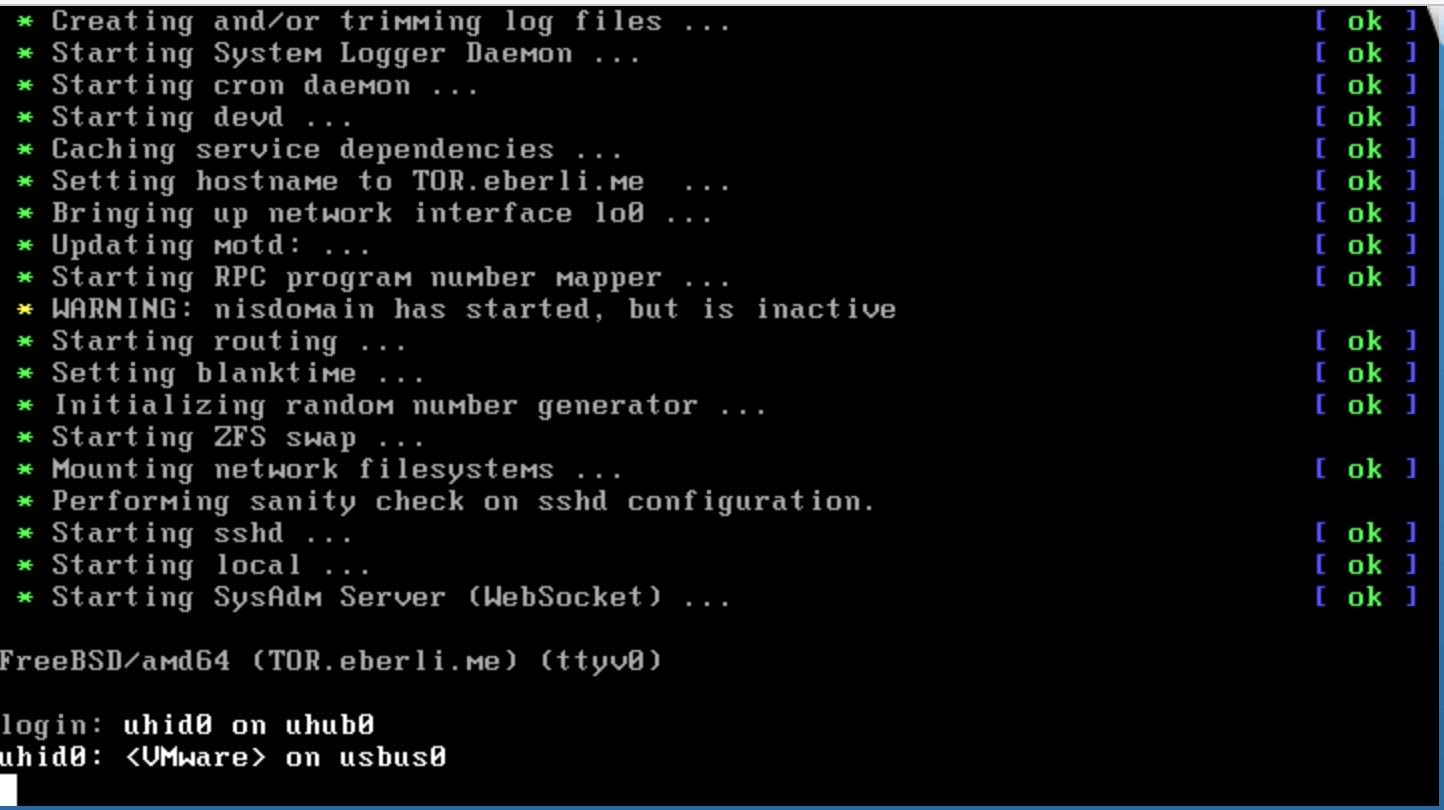 * Creating and/or trimming log files ... [ ok ]
* Starting System Logger Daemon ... [ ok ]
* Starting cron daemon ... [ ok ]
* Starting devd ... [ ok ]
* Caching service dependencies ... [ ok ]
* Setting hostname to TOR.eberli.me  ... [ ok ]
* Bringing up network interface lo0 ... [ ok ]
* Updating motd: ... [ ok ]
* Starting RPC program number mapper ... [ ok ]
* WARNING: nisdomain has started, but is inactive
* Starting routing ... [ ok ]
* Setting blanktime ... [ ok ]
* Initializing random number generator ... [ ok ]
* Starting ZFS swap ...
* Mounting network filesystems ... [ ok ]
* Performing sanity check on sshd configuration.
* Starting sshd ... [ ok ]
* Starting local ... [ ok ]
* Starting SysAdm Server (WebSocket) ... [ ok ]
FreeBSD/amd64 (TOR.eberli.me) (ttyv0)
login: uhid0 on uhub0
uhid0: <VMware> on usbus0